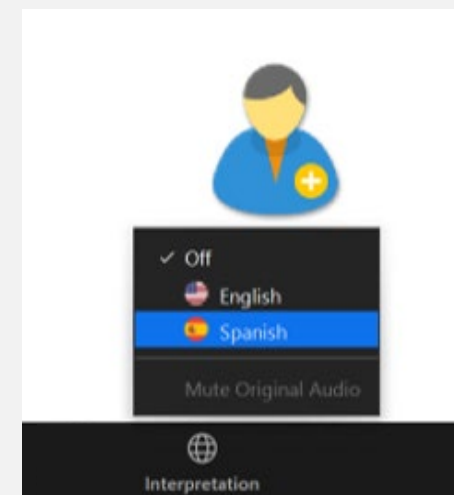 Off
English
Spanish
Mute Original Audio
Interpretation